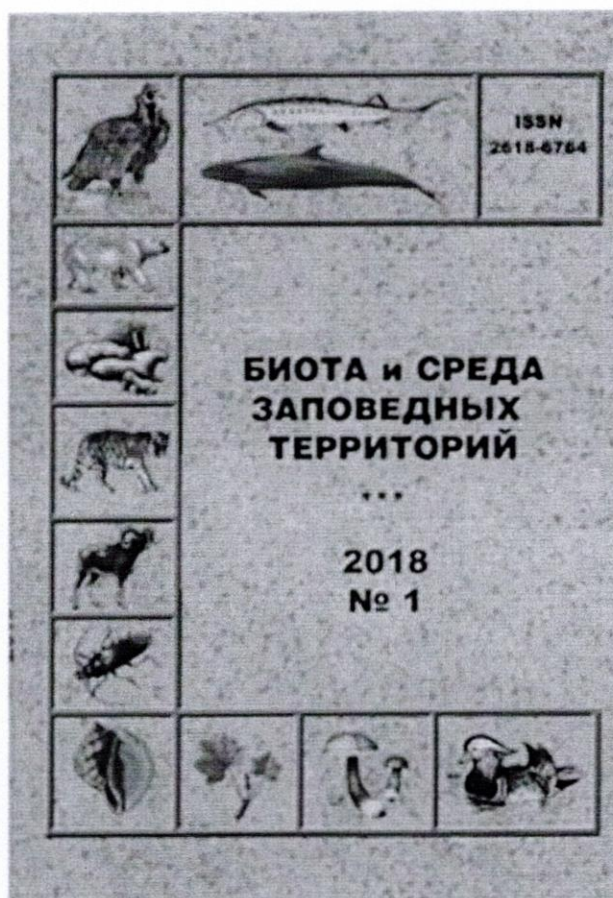 ISSN
2618-6764
БИОТА и СРЕДА
ЗАПОВЕДНЫХ
ТЕРРИТОРИЙ
***
2018
№ 1